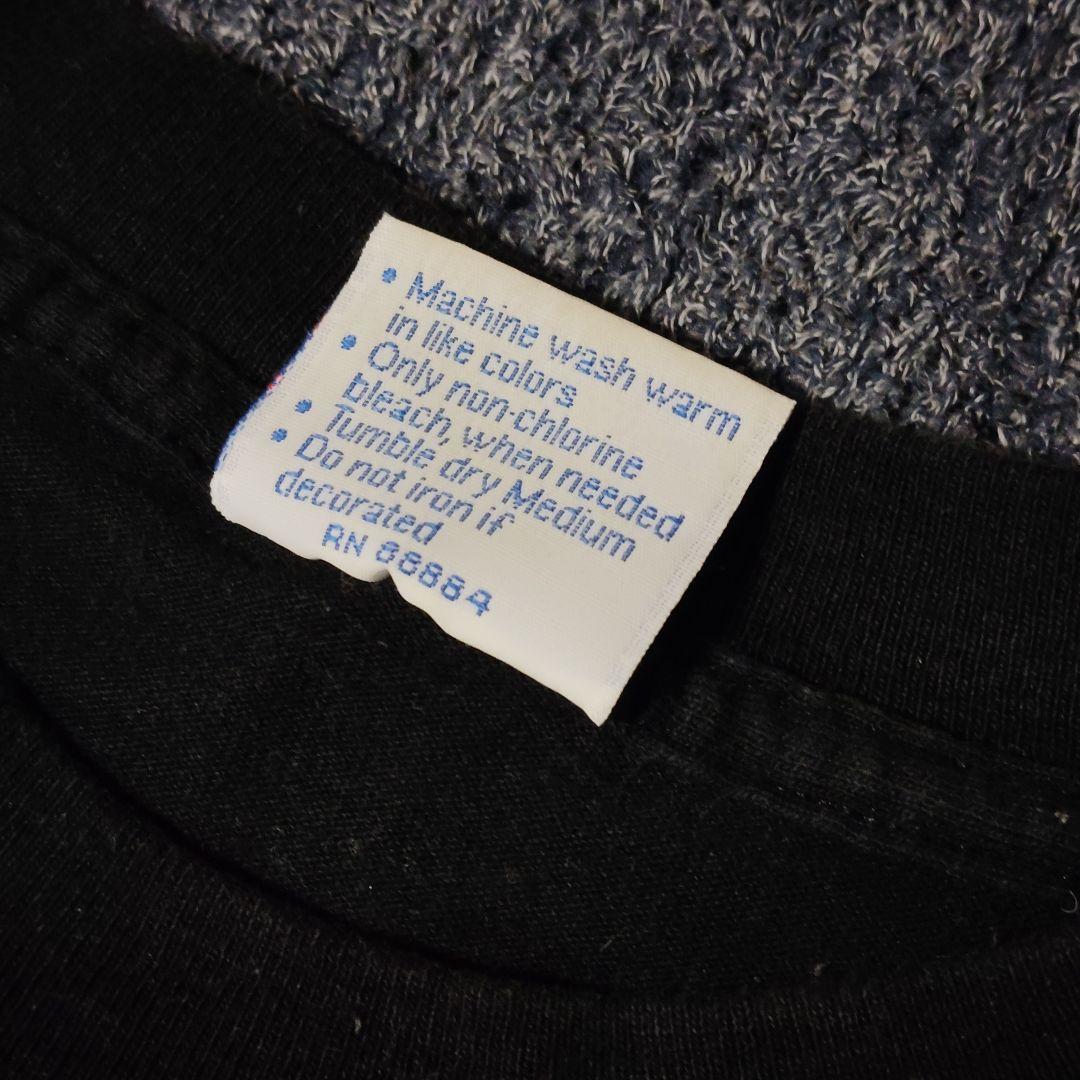 • Machine wash warm
in like colors
• Only non-chlorine
bleach, when needed
• Tumble dry Medium
• Do not iron if
decorated
RN 88884